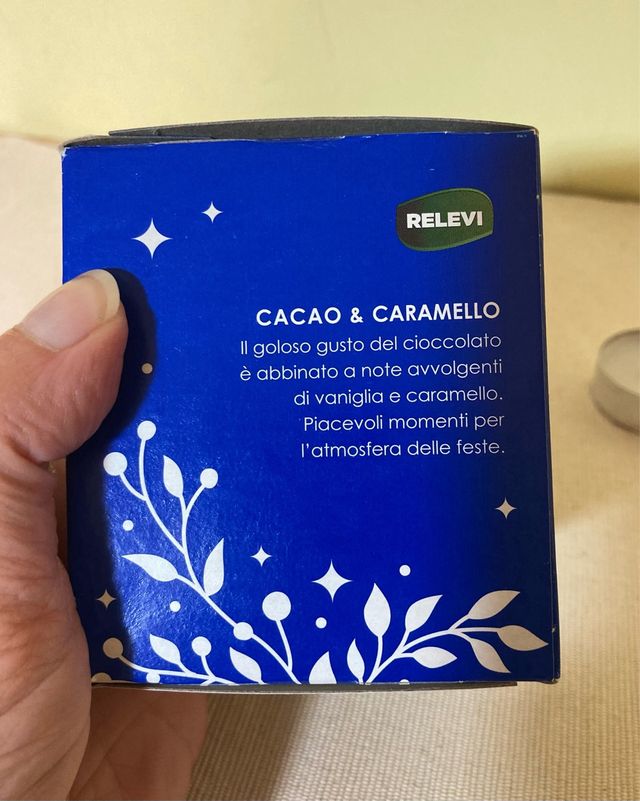 RELEVI
CACAO & CARAMELLO
Il goloso gusto del cioccolato
è abbinato a note avvolgenti
di vaniglia e caramello.
Piacevoli momenti per
l'atmosfera delle feste.